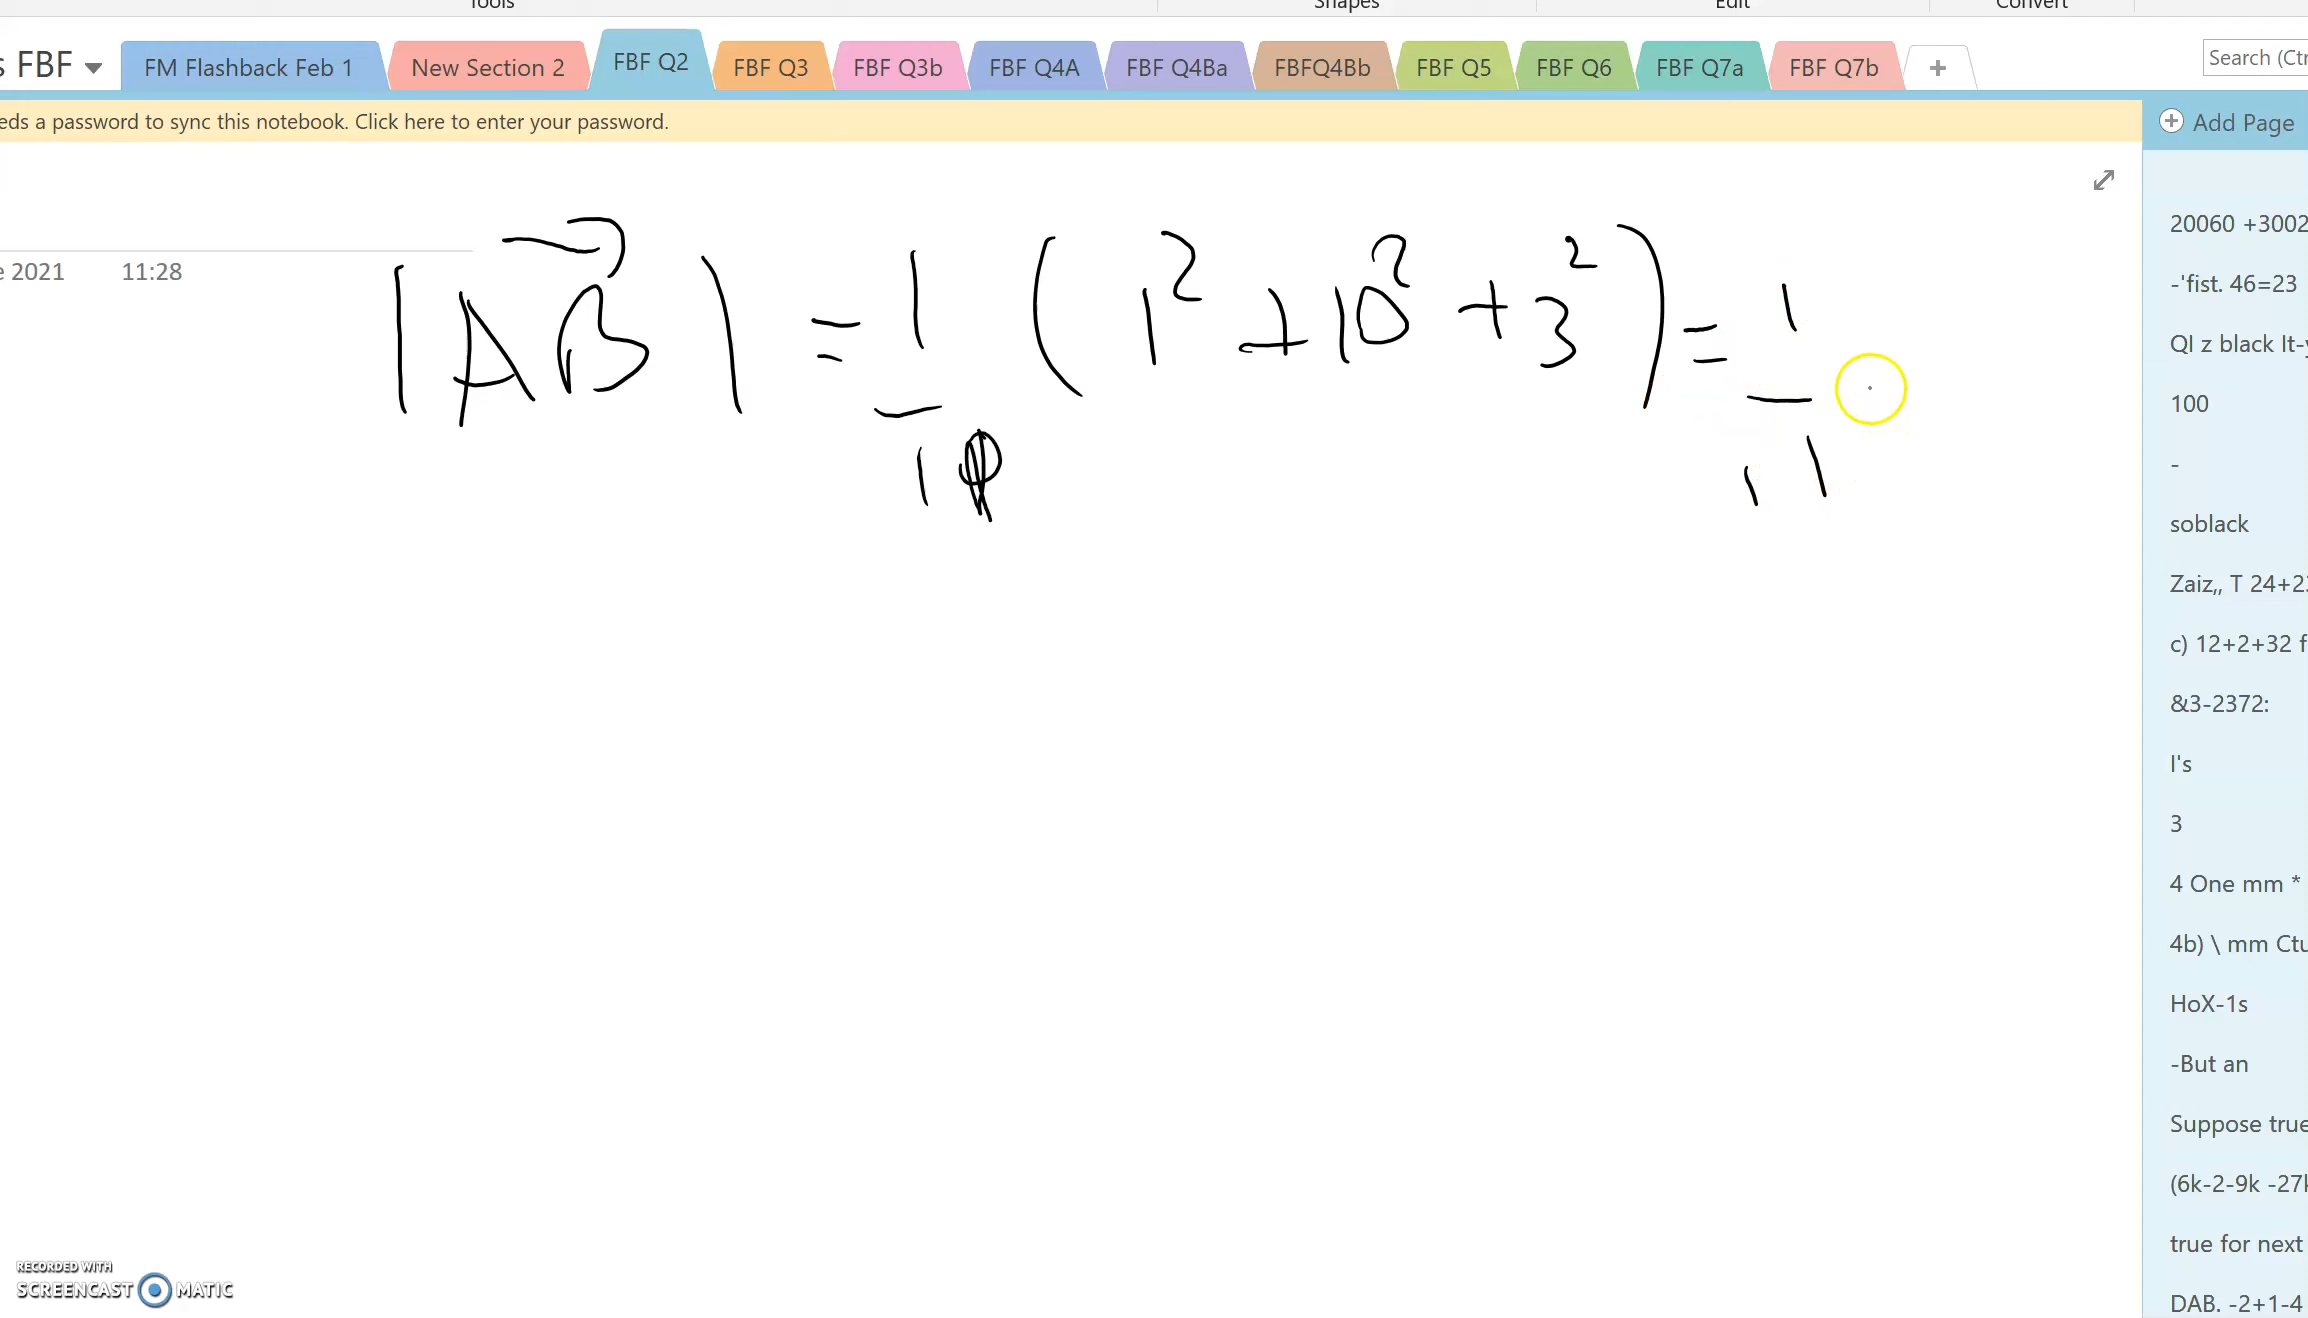 Tools Shapes Edit Convert
s FBF FM Flashback Feb 1 New Section 2 FBF Q2 FBF Q3 FBF Q3b FBF Q4A FBF Q4Ba FBFQ4Bb FBF Q5 FBF Q6 FBF Q7a FBF Q7b + Search (Ctr
eds a password to sync this notebook. Click here to enter your password.
Add Page
e 2021 11:28
|AB| = 1/11 (1² + 10² + 3²) = 1/11
20060 +3002
-'fist. 46=23
Ql z black lt-y
100
-
soblack
Zaiz,, T 24+23
c) 12+2+32 f
&3-2372:
I's
3
4 One mm *
4b) \ mm Ctu
HoX-1s
-But an
Suppose true
(6k-2-9k -27k
true for next
DAB. -2+1-4
RECORDED WITH
SCREENCAST MATIC